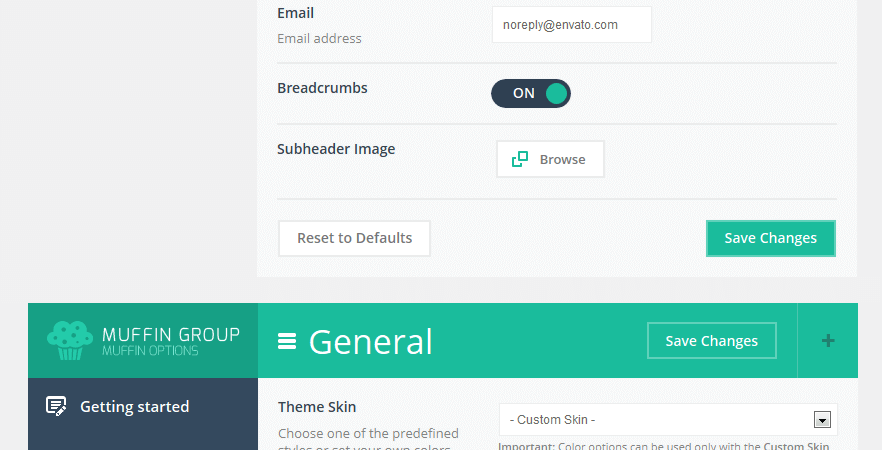 Email
Email address
noreply@envato.com
Breadcrumbs
ON
Subheader Image
Browse
Reset to Defaults
Save Changes
MUFFIN GROUP
MUFFIN OPTIONS
General
Save Changes
+
Getting started
Theme Skin
Choose one of the predefined
styles or set your own colors
- Custom Skin -
Important: Color options can be used only with the Custom Skin